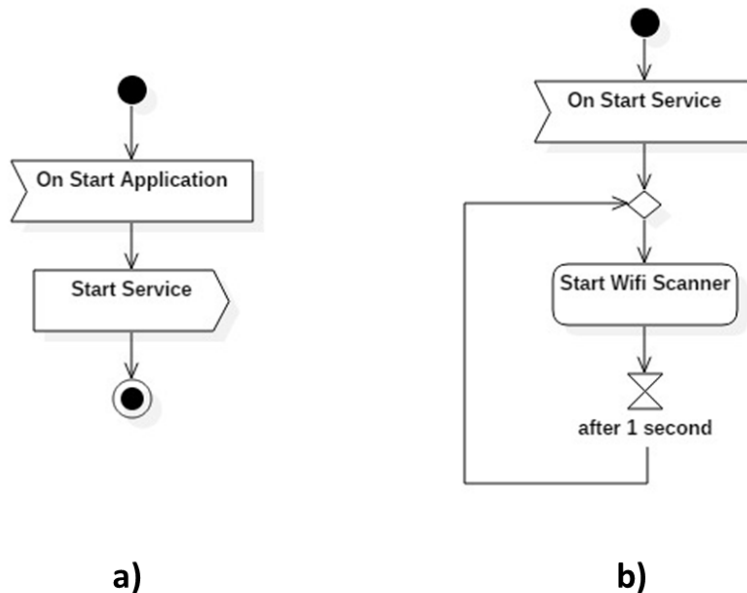 On Start Application
Start Service
a)
On Start Service
Start Wifi Scanner
after 1 second
b)